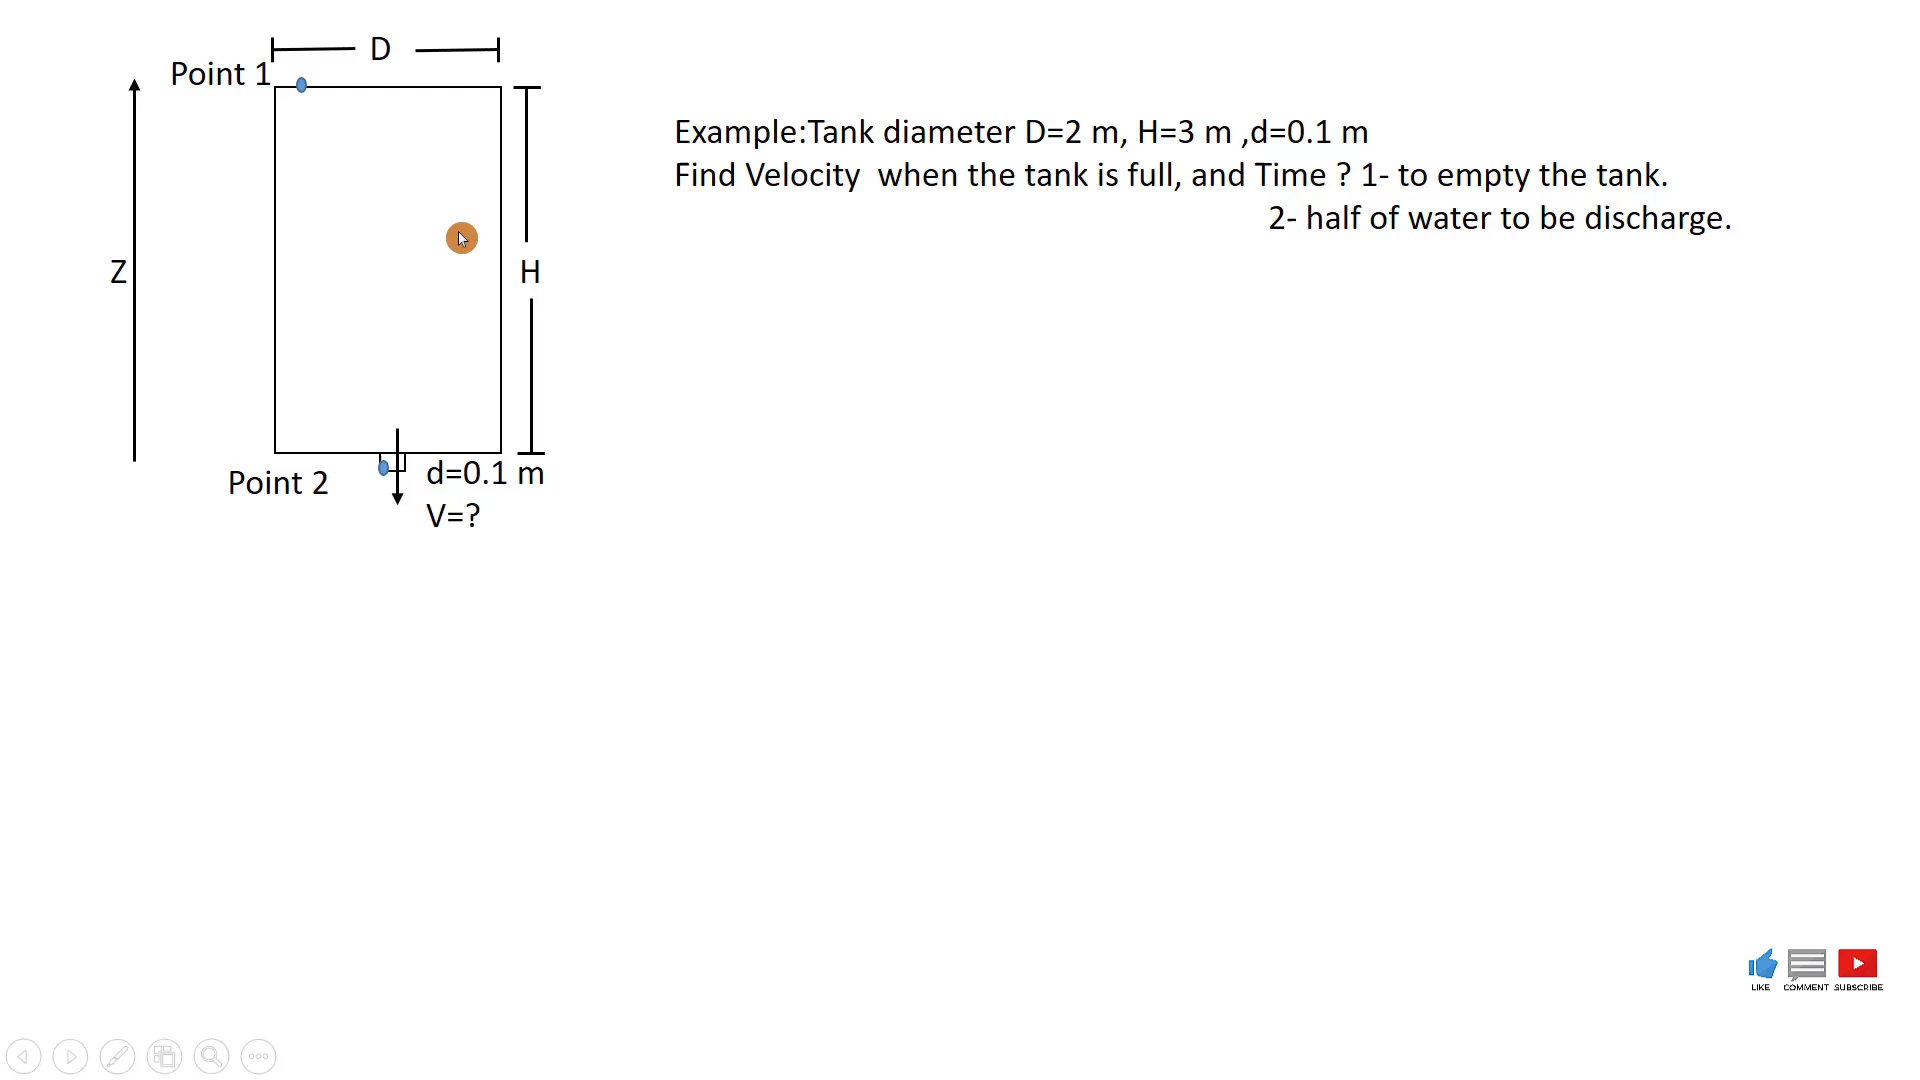 D
Point 1
Example:Tank diameter D=2 m, H=3 m ,d=0.1 m
Find Velocity  when the tank is full, and Time ? 1- to empty the tank.
2- half of water to be discharge.
Z
H
Point 2
d=0.1 m
V=?
LIKE
COMMENT
SUBSCRIBE